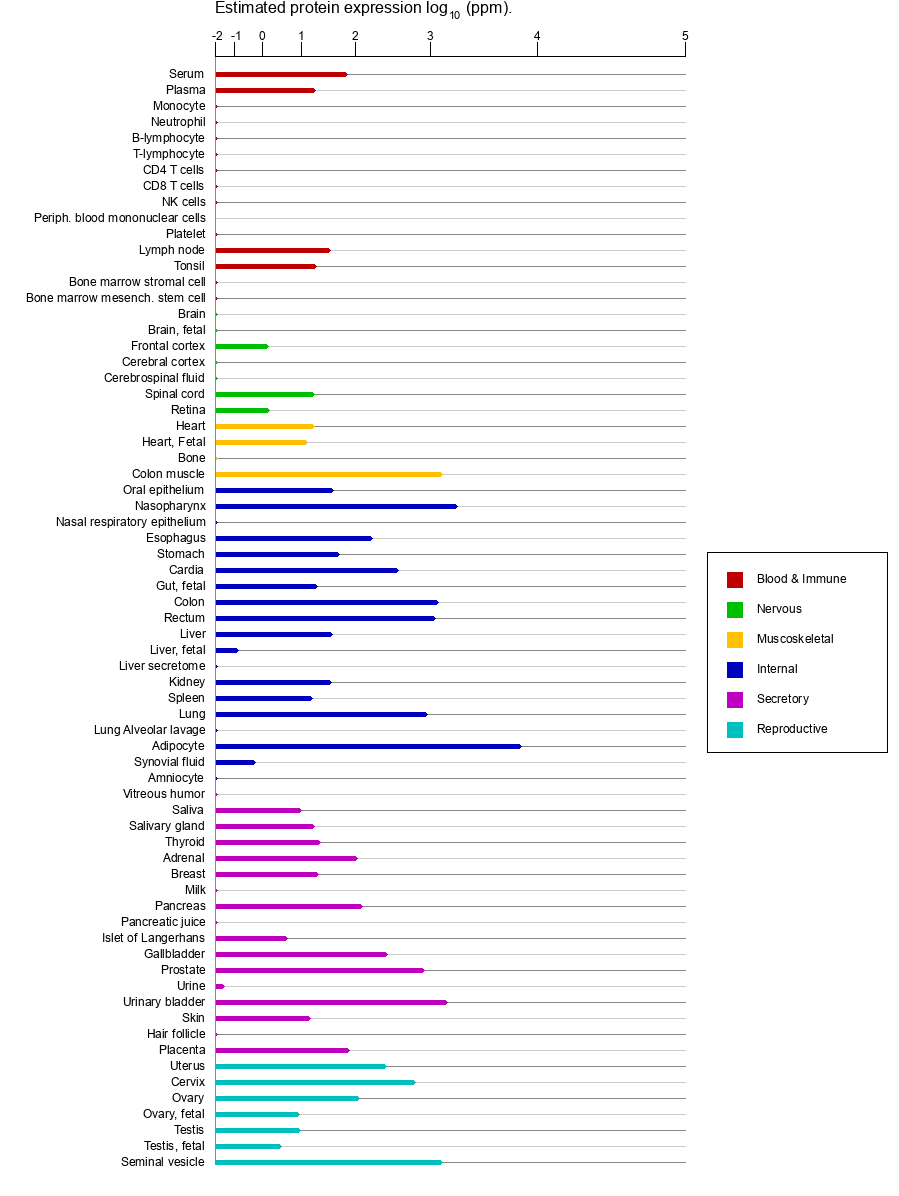 Estimated protein expression log10 (ppm).
-2 -1 0 1 2 3 4 5
Serum
Plasma
Monocyte
Neutrophil
B-lymphocyte
T-lymphocyte
CD4 T cells
CD8 T cells
NK cells
Periph. blood mononuclear cells
Platelet
Lymph node
Tonsil
Bone marrow stromal cell
Bone marrow mesench. stem cell
Brain
Brain, fetal
Frontal cortex
Cerebral cortex
Cerebrospinal fluid
Spinal cord
Retina
Heart
Heart, Fetal
Bone
Colon muscle
Oral epithelium
Nasopharynx
Nasal respiratory epithelium
Esophagus
Stomach
Cardia
Gut, fetal
Colon
Rectum
Liver
Liver, fetal
Liver secretome
Kidney
Spleen
Lung
Lung Alveolar lavage
Adipocyte
Synovial fluid
Amniocyte
Vitreous humor
Saliva
Salivary gland
Thyroid
Adrenal
Breast
Milk
Pancreas
Pancreatic juice
Islet of Langerhans
Gallbladder
Prostate
Urine
Urinary bladder
Skin
Hair follicle
Placenta
Uterus
Cervix
Ovary
Ovary, fetal
Testis
Testis, fetal
Seminal vesicle
Blood & Immune
Nervous
Muscoskeletal
Internal
Secretory
Reproductive